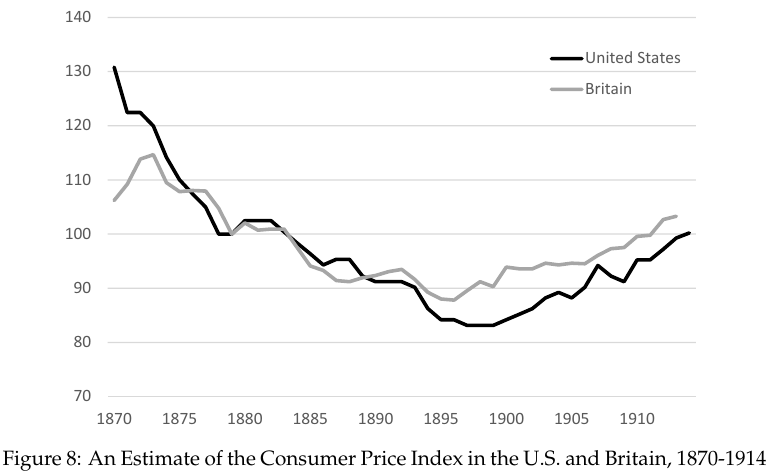 140
130
120
110
100
90
80
70
United States
Britain
1870 1875 1880 1885 1890 1895 1900 1905 1910
Figure 8: An Estimate of the Consumer Price Index in the U.S. and Britain, 1870-1914